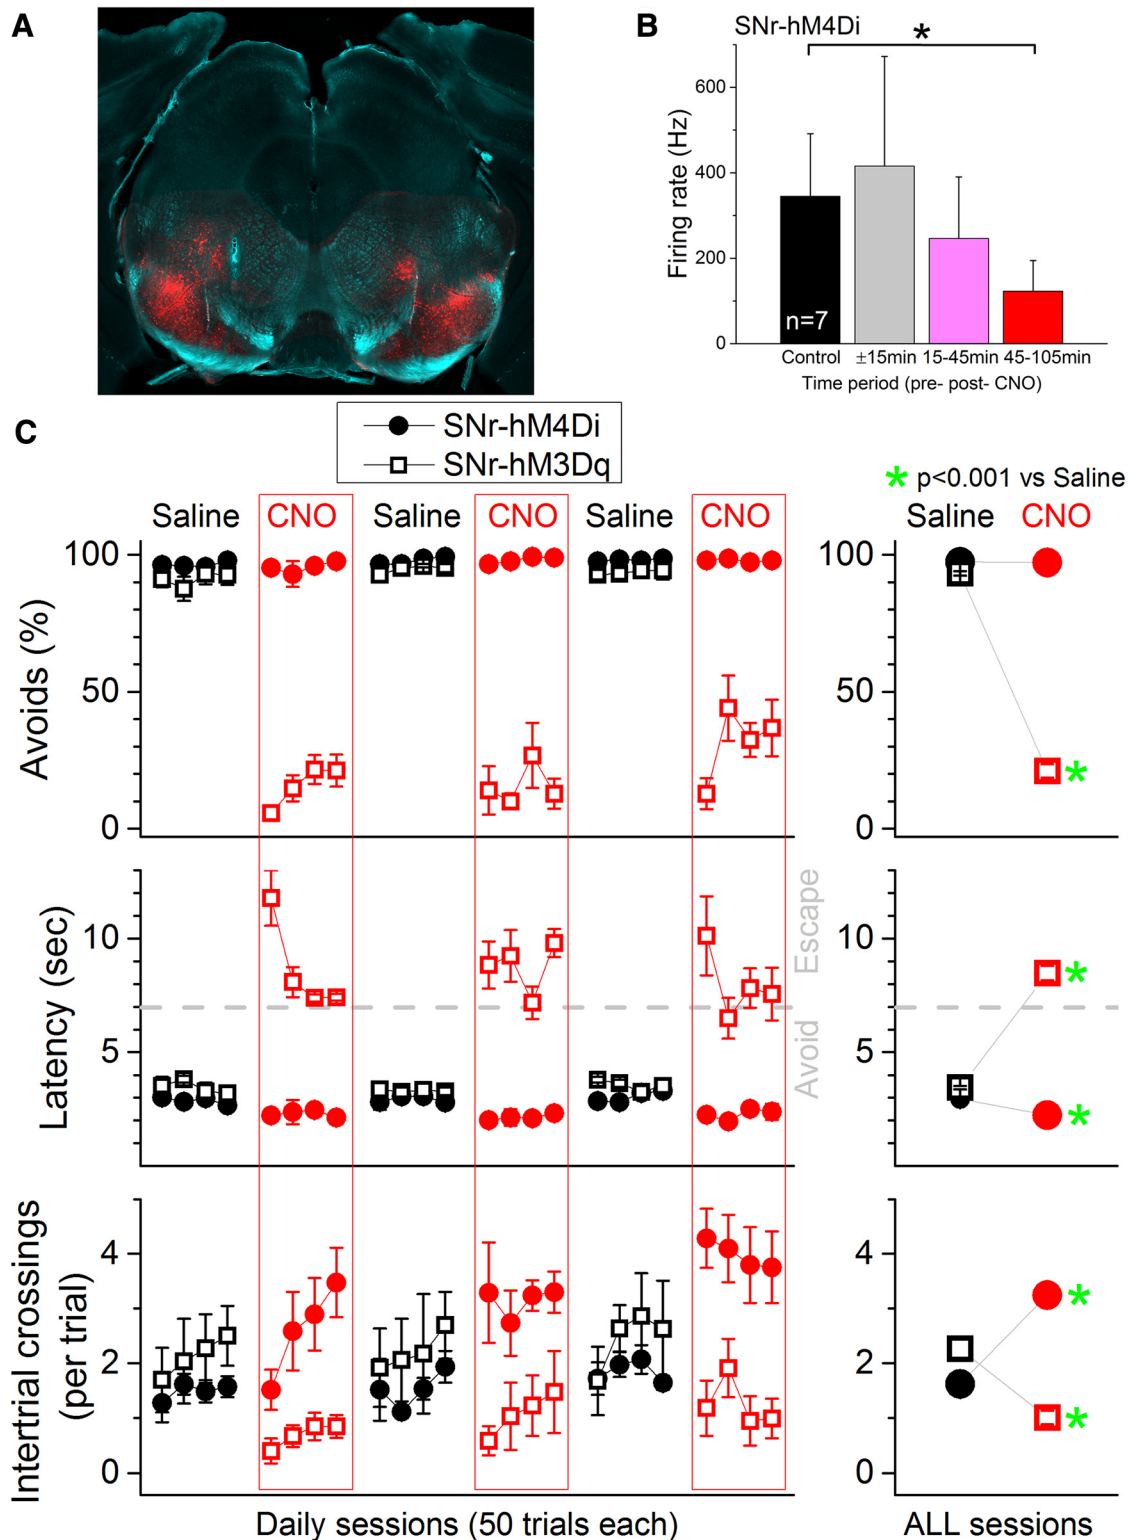 A
B
SNr-hM4Di
*
600
400
200
0
Firing rate (Hz)
n=7
Control ±15min 15-45min 45-105min
Time period (pre- post- CNO)
C
SNr-hM4Di
SNr-hM3Dq
* p<0.001 vs Saline
Saline CNO Saline CNO Saline CNO Saline CNO
Avoids (%)
100
50
0
100
50
0
*
Latency (sec)
10
5
Escape
Avoid
10
5
*
*
Intertrial crossings
(per trial)
4
2
0
4
2
0
*
*
Daily sessions (50 trials each)
ALL sessions